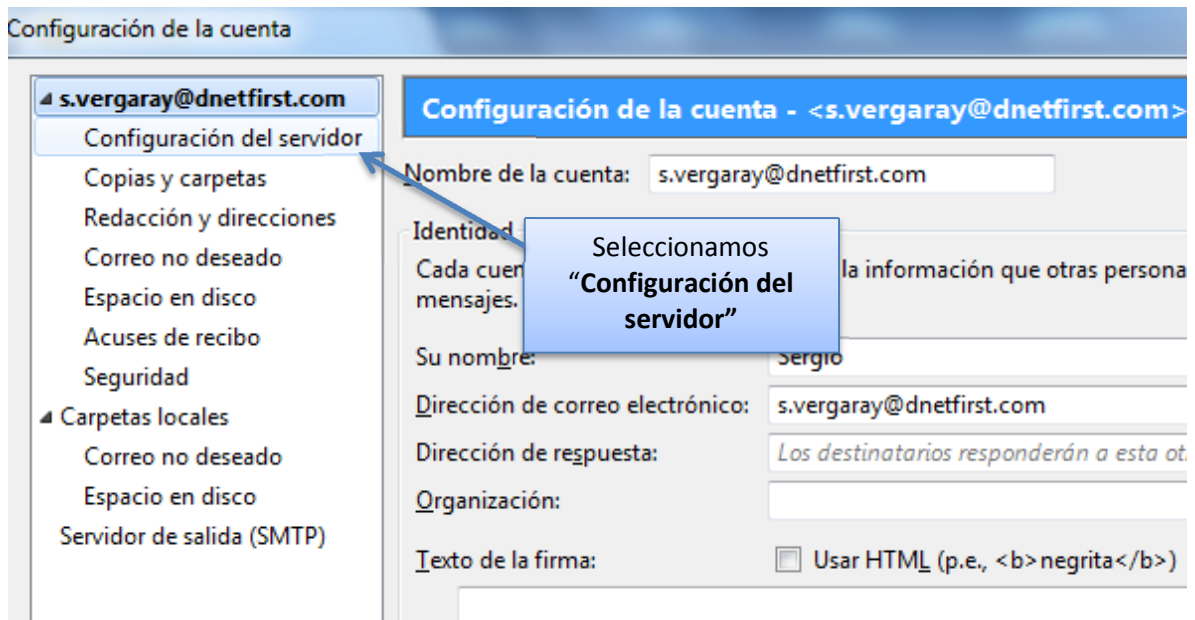 Configuración de la cuenta
s.vergaray@dnetfirst.com
Configuración del servidor
Copias y carpetas
Redacción y direcciones
Correo no deseado
Espacio en disco
Acuses de recibo
Seguridad
Carpetas locales
Correo no deseado
Espacio en disco
Servidor de salida (SMTP)
Configuración de la cuenta - <s.vergaray@dnetfirst.com>
Nombre de la cuenta: s.vergaray@dnetfirst.com
Identidad
Cada la información que otras
mensajes.
Seleccionamos
“Configuración del
servidor”
Su nombre: Sergio
Dirección de correo electrónico: s.vergaray@dnetfirst.com
Dirección de respuesta: Los destinatarios responderán a esta
Organización:
Texto de la firma: Usar HTML (p.e., <b>negrita</b>)